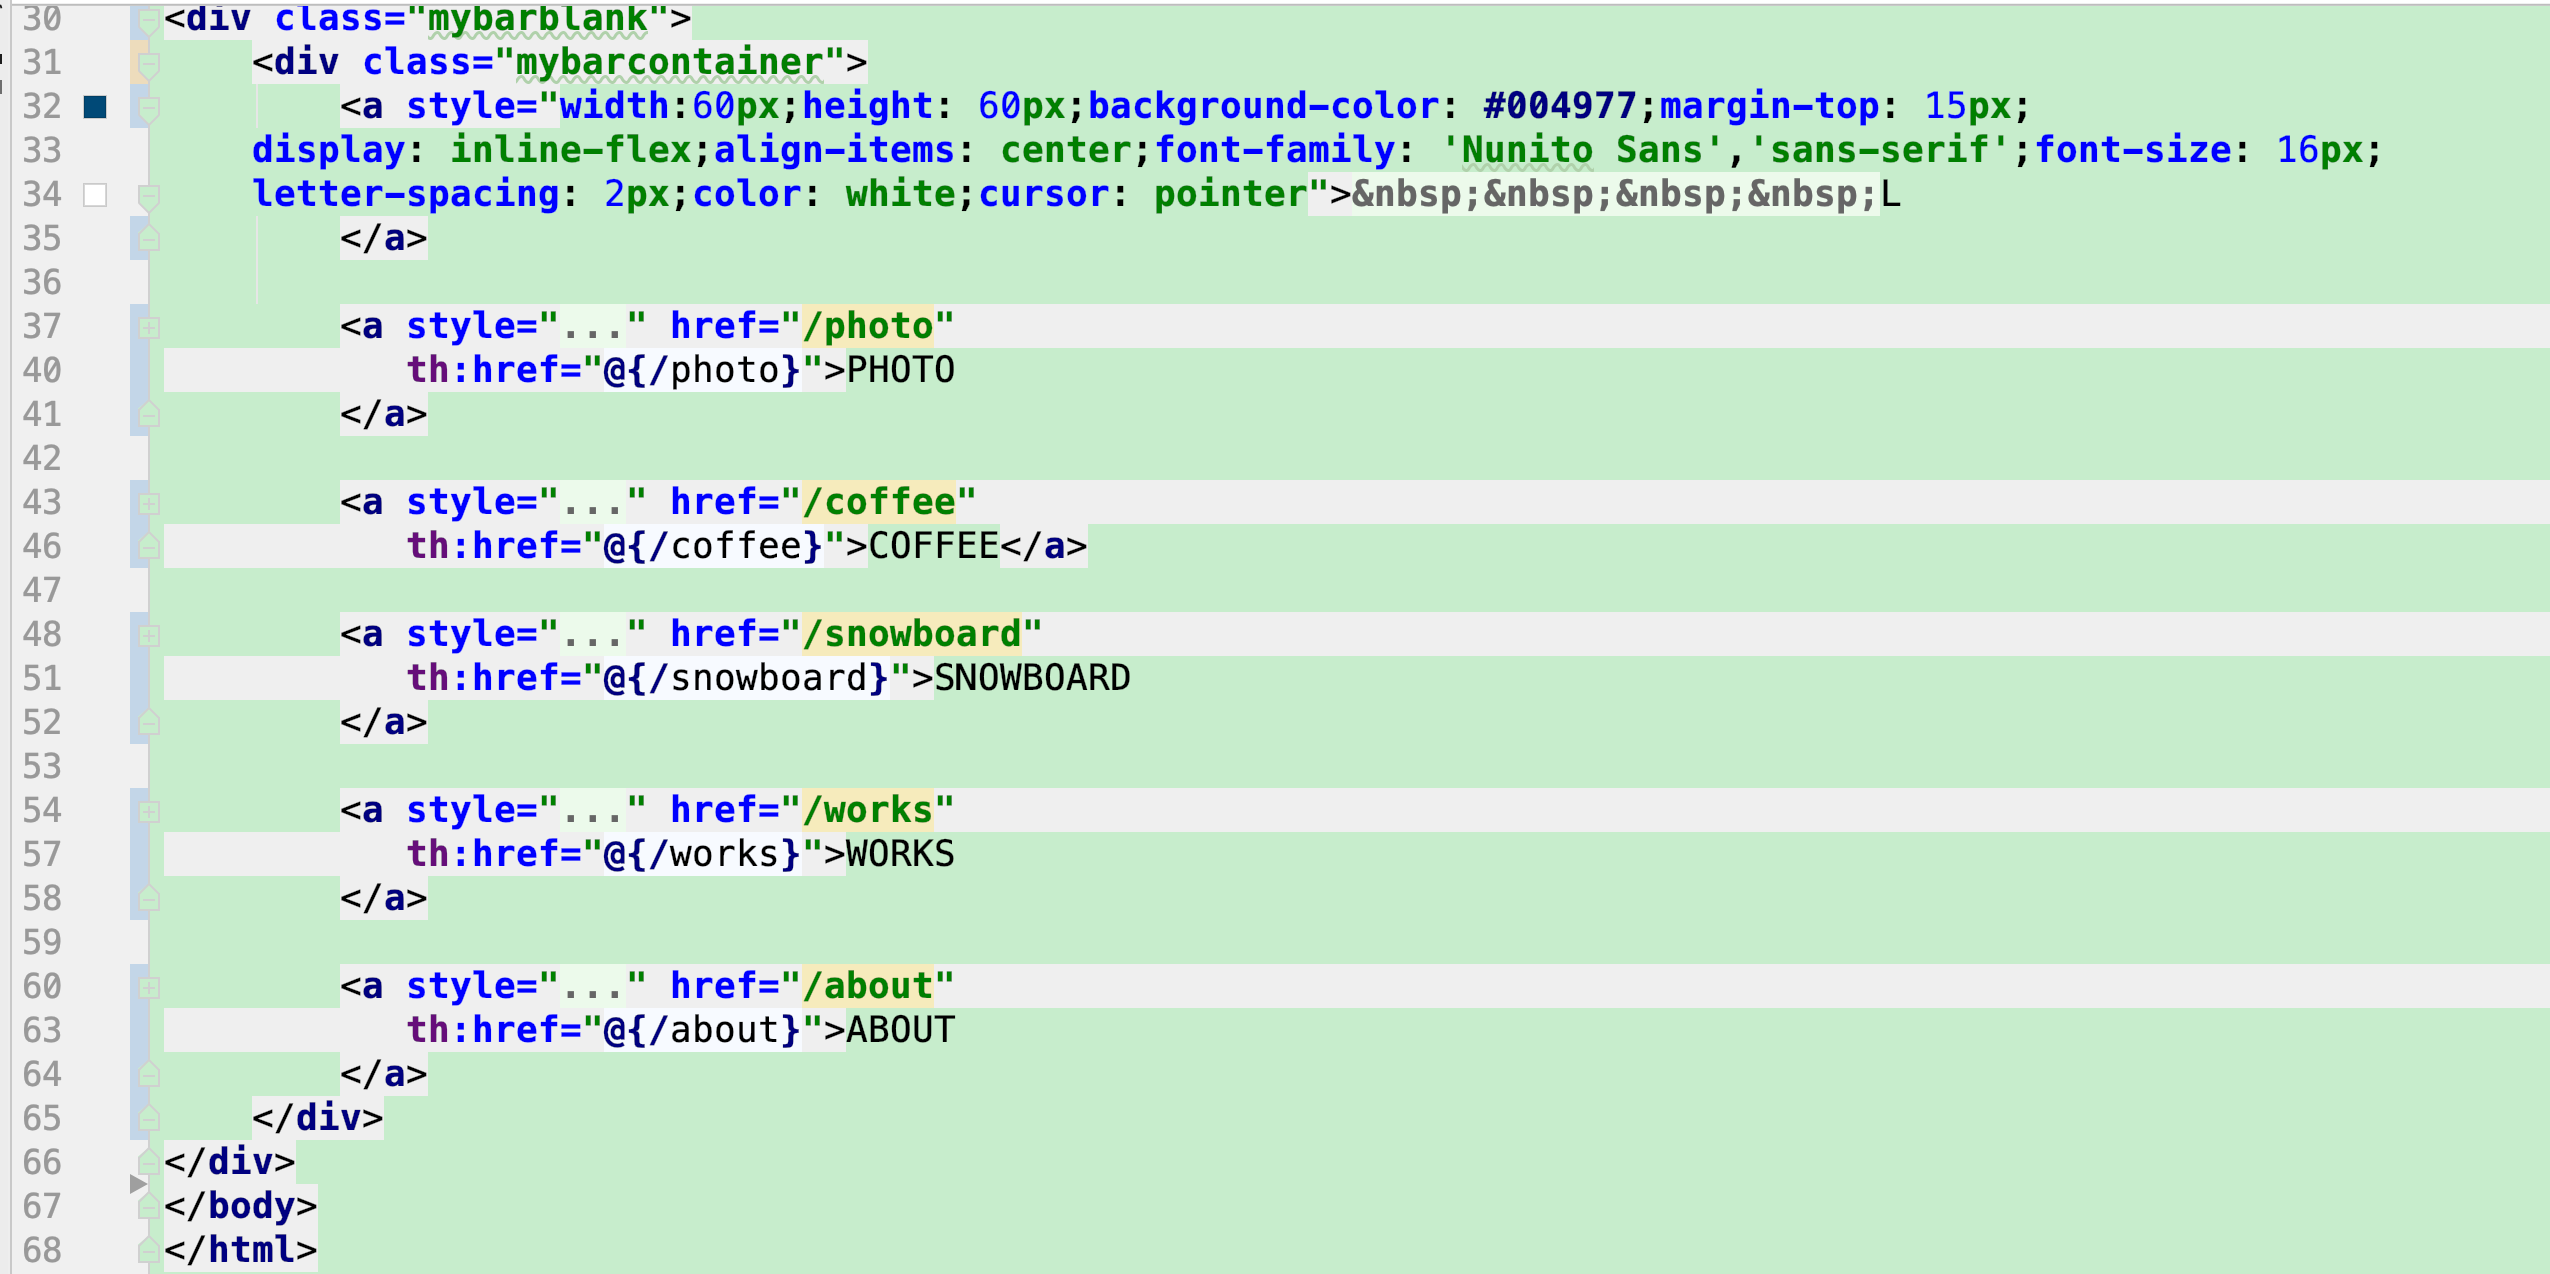 30 <div class="mybarblank">
31 <div class="mybarcontainer">
32 <a style="width:60px;height: 60px;background-color: #004977;margin-top: 15px;
33 display: inline-flex;align-items: center;font-family: 'Nunito Sans','sans-serif';font-size: 16px;
34 letter-spacing: 2px;color: white;cursor: pointer">&nbsp;&nbsp;&nbsp;&nbsp;L
35 </a>
36
37 <a style="..." href="/photo"
40 th:href="@{/photo}">PHOTO
41 </a>
42
43 <a style="..." href="/coffee"
46 th:href="@{/coffee}">COFFEE</a>
47
48 <a style="..." href="/snowboard"
51 th:href="@{/snowboard}">SNOWBOARD
52 </a>
53
54 <a style="..." href="/works"
57 th:href="@{/works}">WORKS
58 </a>
59
60 <a style="..." href="/about"
63 th:href="@{/about}">ABOUT
64 </a>
65 </div>
66 </div>
67 </body>
68 </html>